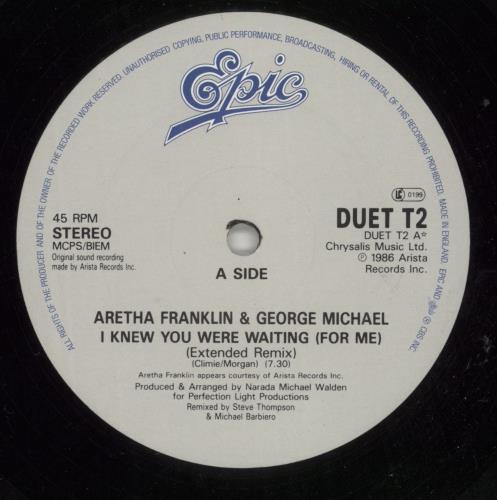 ALL RIGHTS OF THE PRODUCER AND OF THE OWNER OF THE RECORDED WORK RESERVED. UNAUTHORISED COPYING, PUBLIC PERFORMANCE, BROADCASTING, HIRING OR RENTAL OF THIS RECORD PROHIBITED. MADE IN ENGLAND. EPIC AND
CBS INC
Epic
45 RPM
STEREO
MCPS/BIEM
Original sound recording
made by Arista Records Inc.
0199
DUET T2
DUET T2 A*
Chrysalis Music Ltd.
℗ 1986 Arista
Records Inc.
A SIDE
ARETHA FRANKLIN & GEORGE MICHAEL
I KNEW YOU WERE WAITING (FOR ME)
(Extended Remix)
(Climie/Morgan) (7.30)
Aretha Franklin appears courtesy of Arista Records Inc.
Produced & Arranged by Narada Michael Walden
for Perfection Light Productions
Remixed by Steve Thompson
& Michael Barbiero